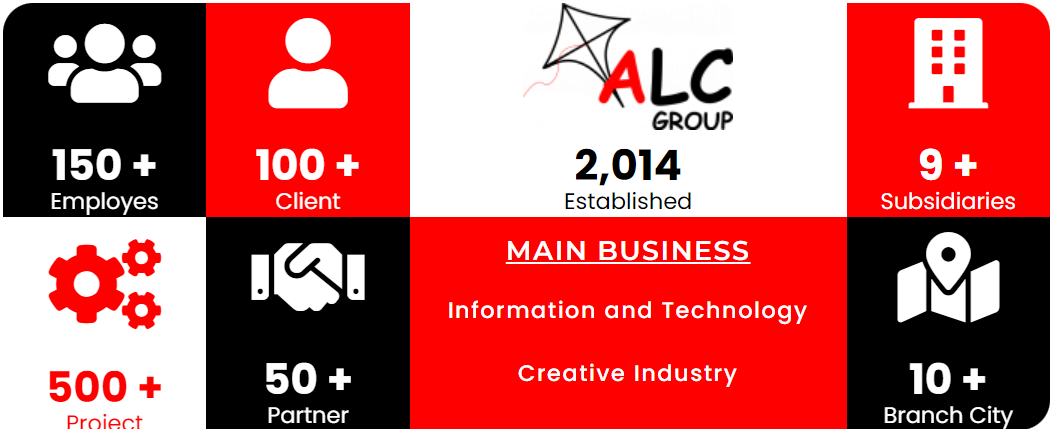 ALC
GROUP
150 +
Employes
100 +
Client
2,014
Established
9 +
Subsidiaries
500 +
Project
50 +
Partner
MAIN BUSINESS
Information and Technology
Creative Industry
10 +
Branch City